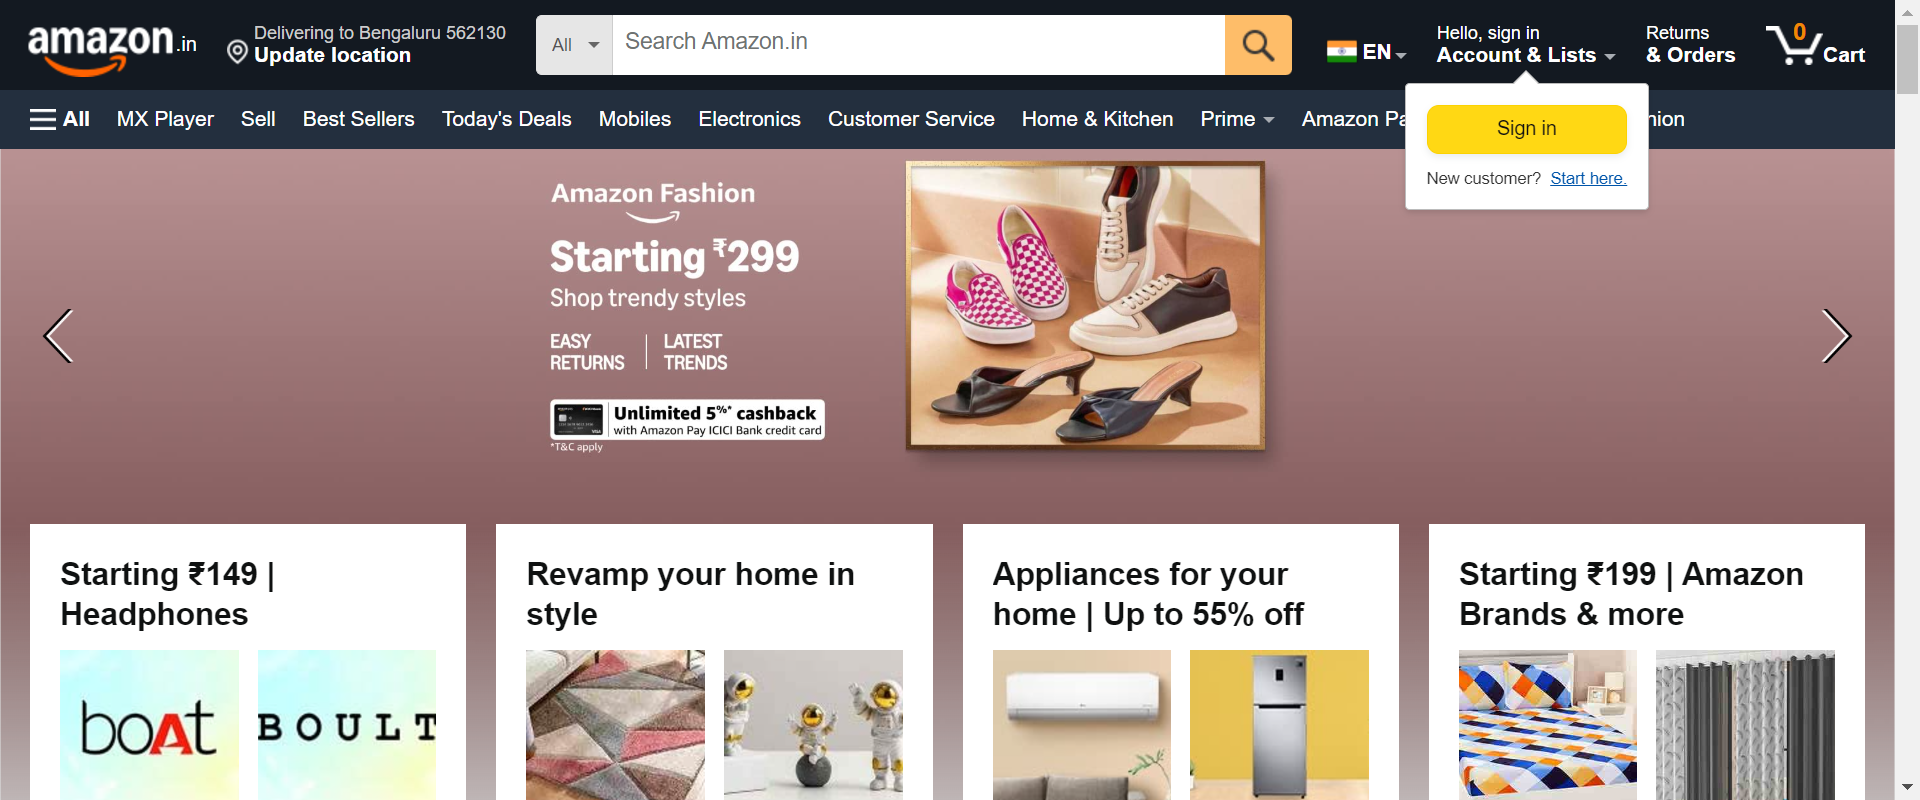 amazon.in
Delivering to Bengaluru 562130
Update location
All
Search Amazon.in
EN
Hello, sign in
Account & Lists
Returns
& Orders
0
Cart
All
MX Player
Sell
Best Sellers
Today's Deals
Mobiles
Electronics
Customer Service
Home & Kitchen
Prime
Amazon Pa
hion
Sign in
New customer? Start here.
Amazon Fashion
Starting ₹299
Shop trendy styles
EASY
RETURNS
LATEST
TRENDS
Unlimited 5%* cashback
with Amazon Pay ICICI Bank credit card
*T&C apply
Starting ₹149 |
Headphones
Revamp your home in
style
Appliances for your
home | Up to 55% off
Starting ₹199 | Amazon
Brands & more
boAt
BOULT